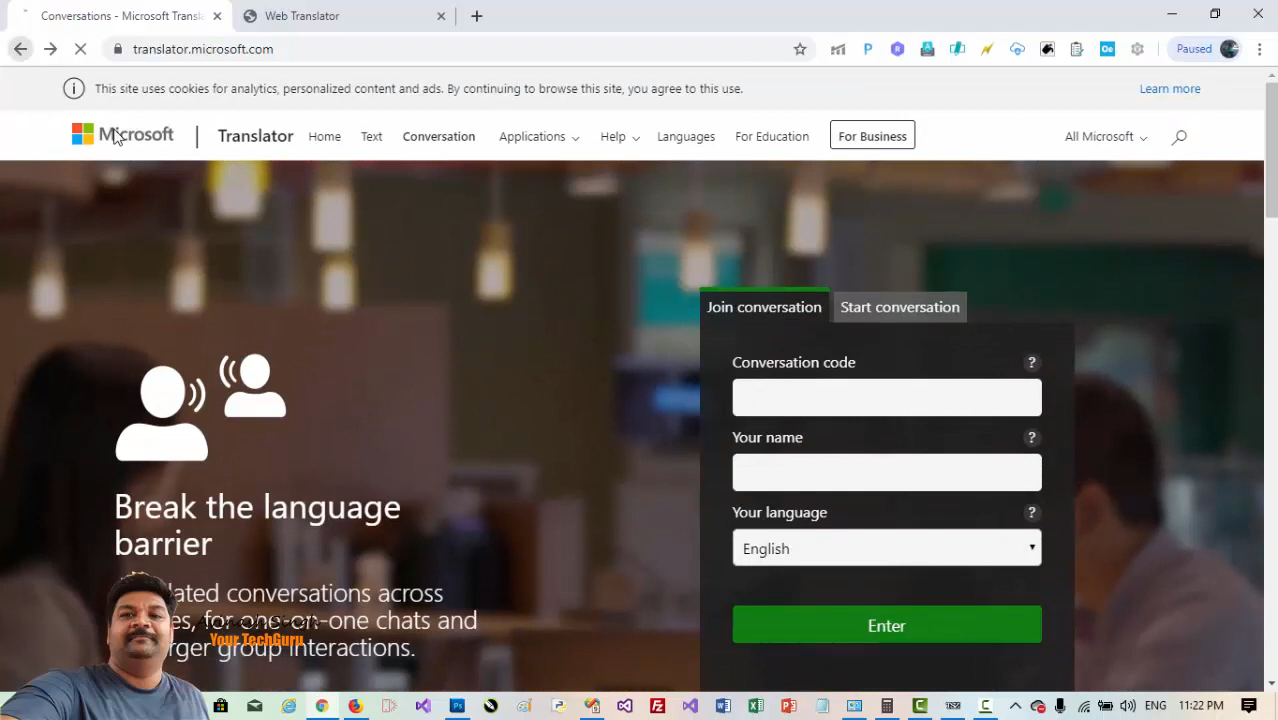 Conversations - Microsoft Transl
Web Translator
translator.microsoft.com
Paused
This site uses cookies for analytics, personalized content and ads. By continuing to browse this site, you agree to this use.
Learn more
Microsoft
Translator
Home
Text
Conversation
Applications
Help
Languages
For Education
For Business
All Microsoft
Join conversation
Start conversation
Conversation code
?
Your name
?
Your language
?
English
Enter
Break the language
barrier
lated conversations across
es, for one-on-one chats and
rger group interactions.
Your TechGuru
ENG
11:22 PM